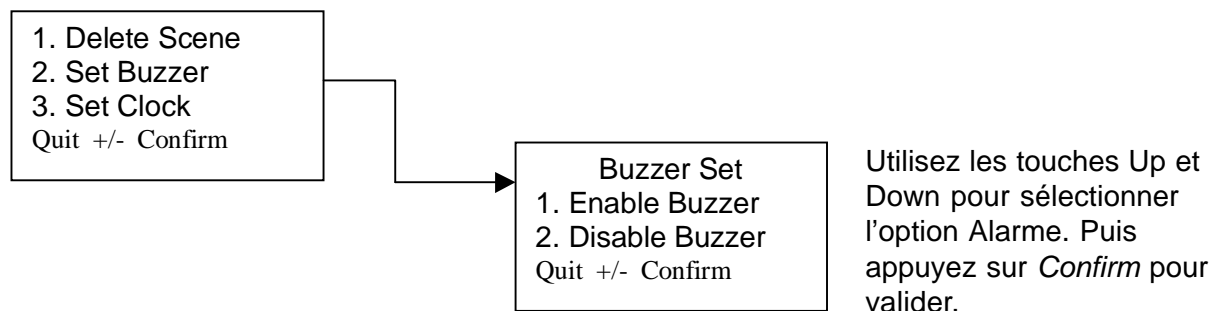 1. Delete Scene
2. Set Buzzer
3. Set Clock
Quit +/- Confirm
Buzzer Set
1. Enable Buzzer
2. Disable Buzzer
Quit +/- Confirm
Utilisez les touches Up et
Down pour sélectionner
l'option Alarme. Puis
appuyez sur Confirm pour
valider.